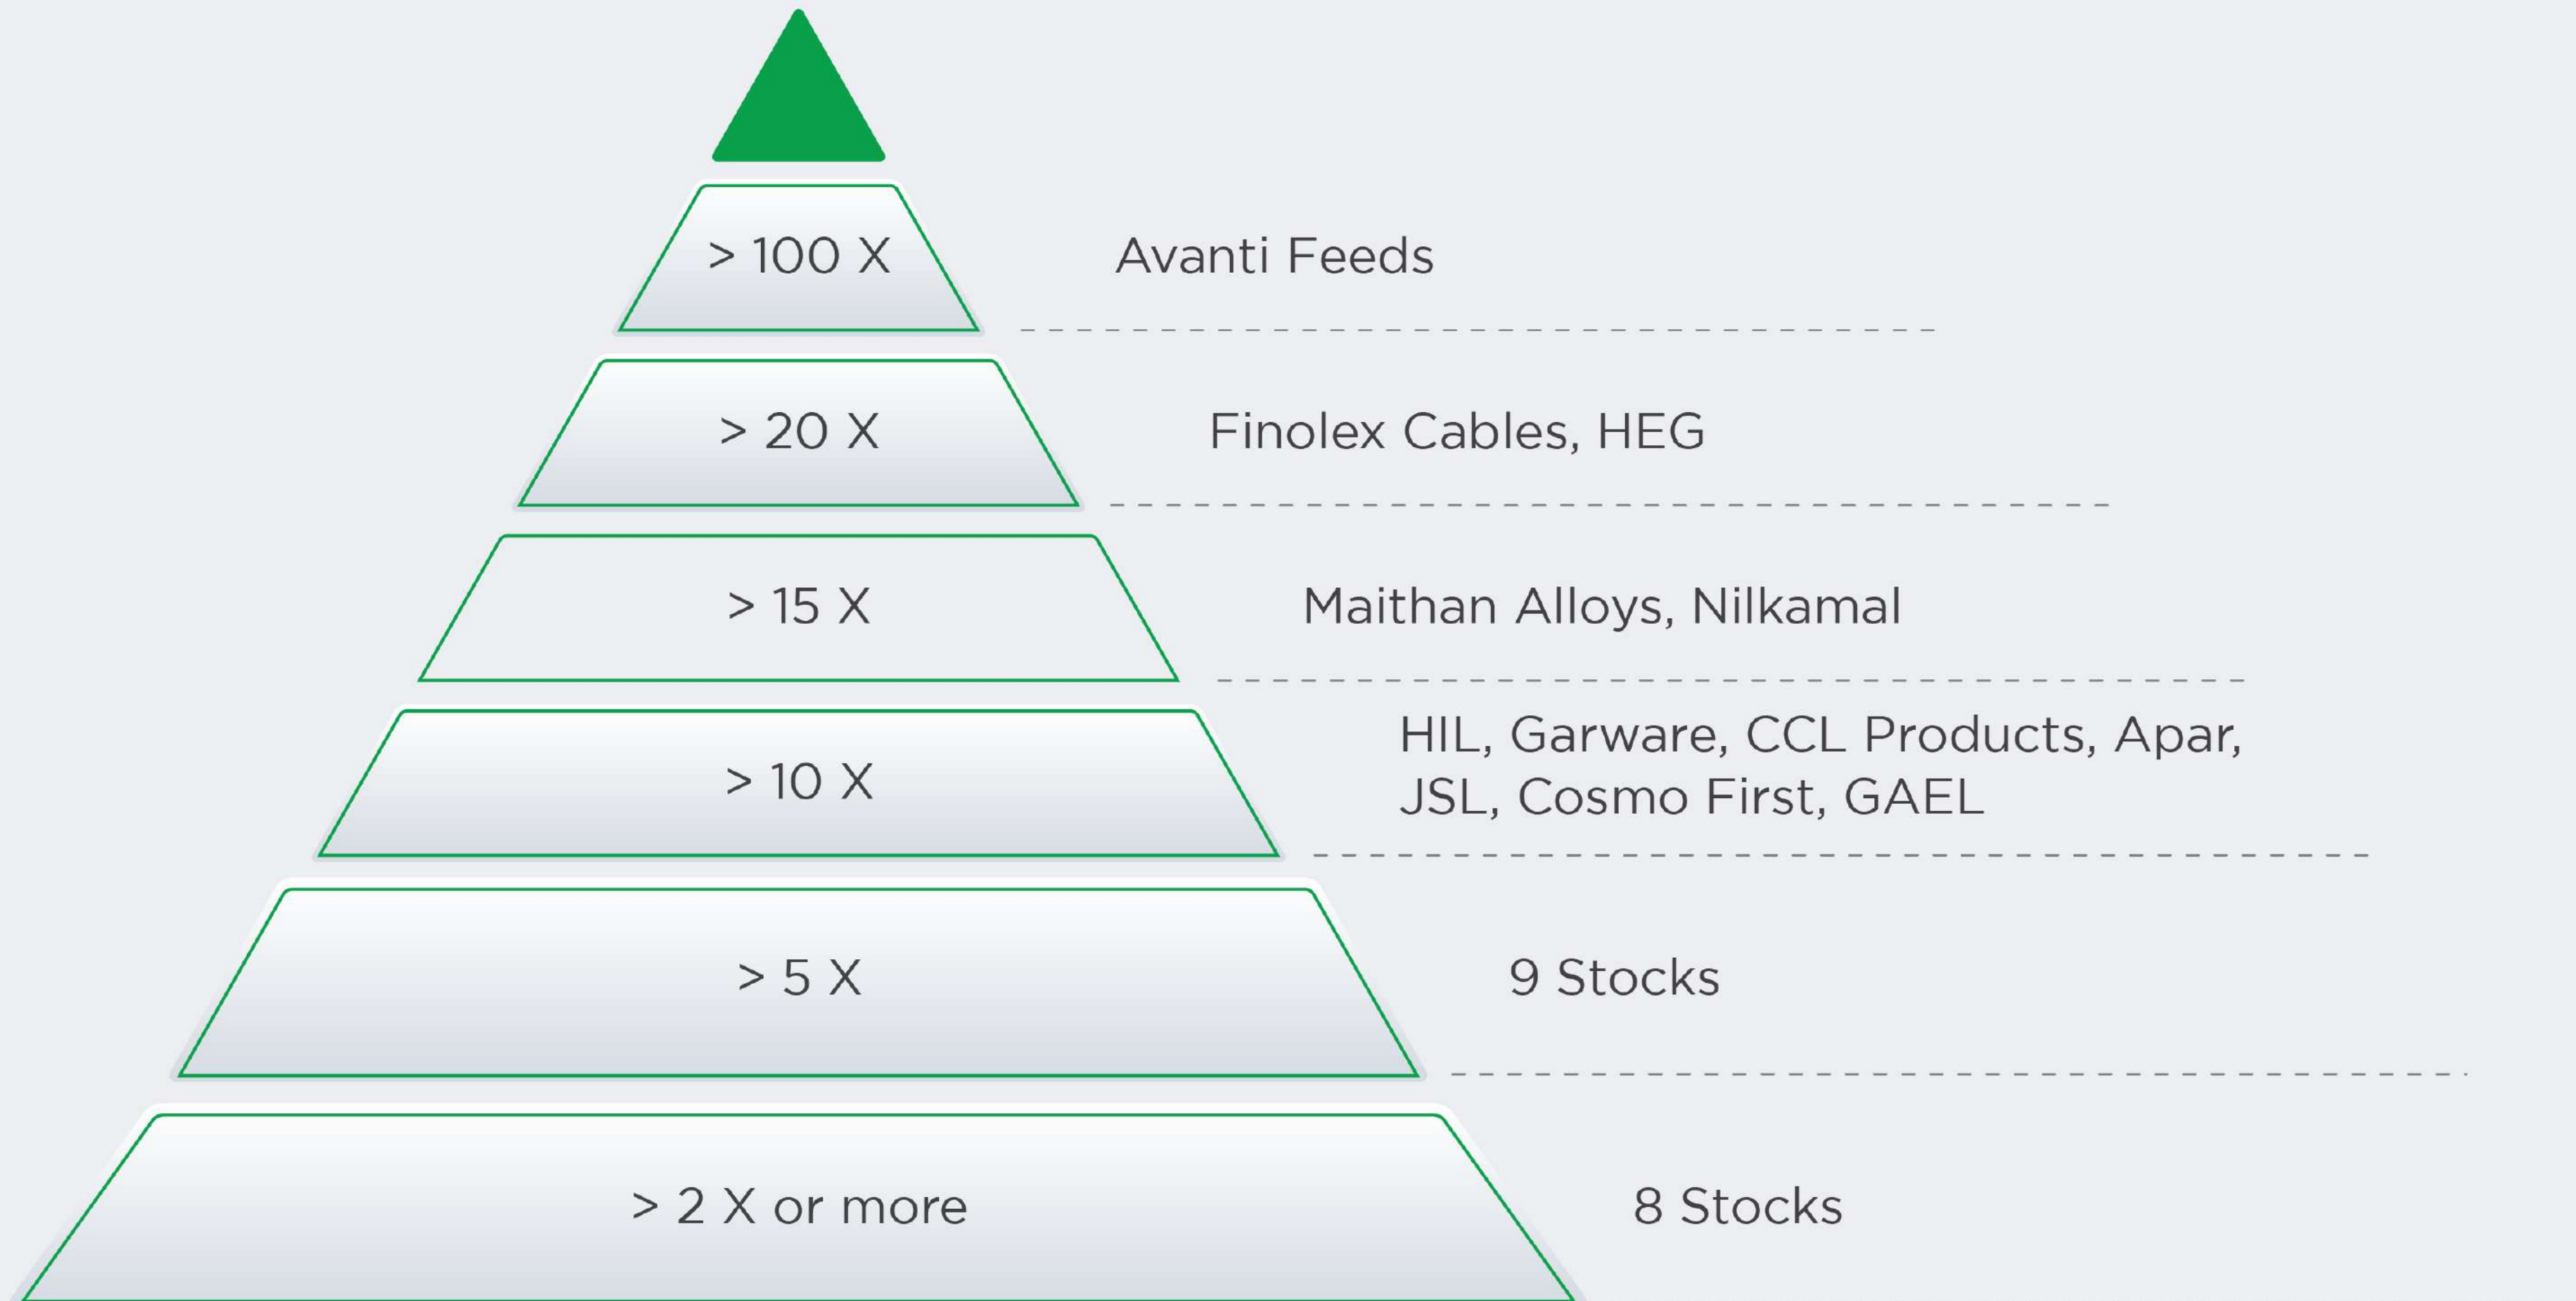 > 100 X
Avanti Feeds
> 20 X
Finolex Cables, HEG
> 15 X
Maithan Alloys, Nilkamal
> 10 X
HIL, Garware, CCL Products, Apar,
JSL, Cosmo First, GAEL
> 5 X
9 Stocks
> 2 X or more
8 Stocks